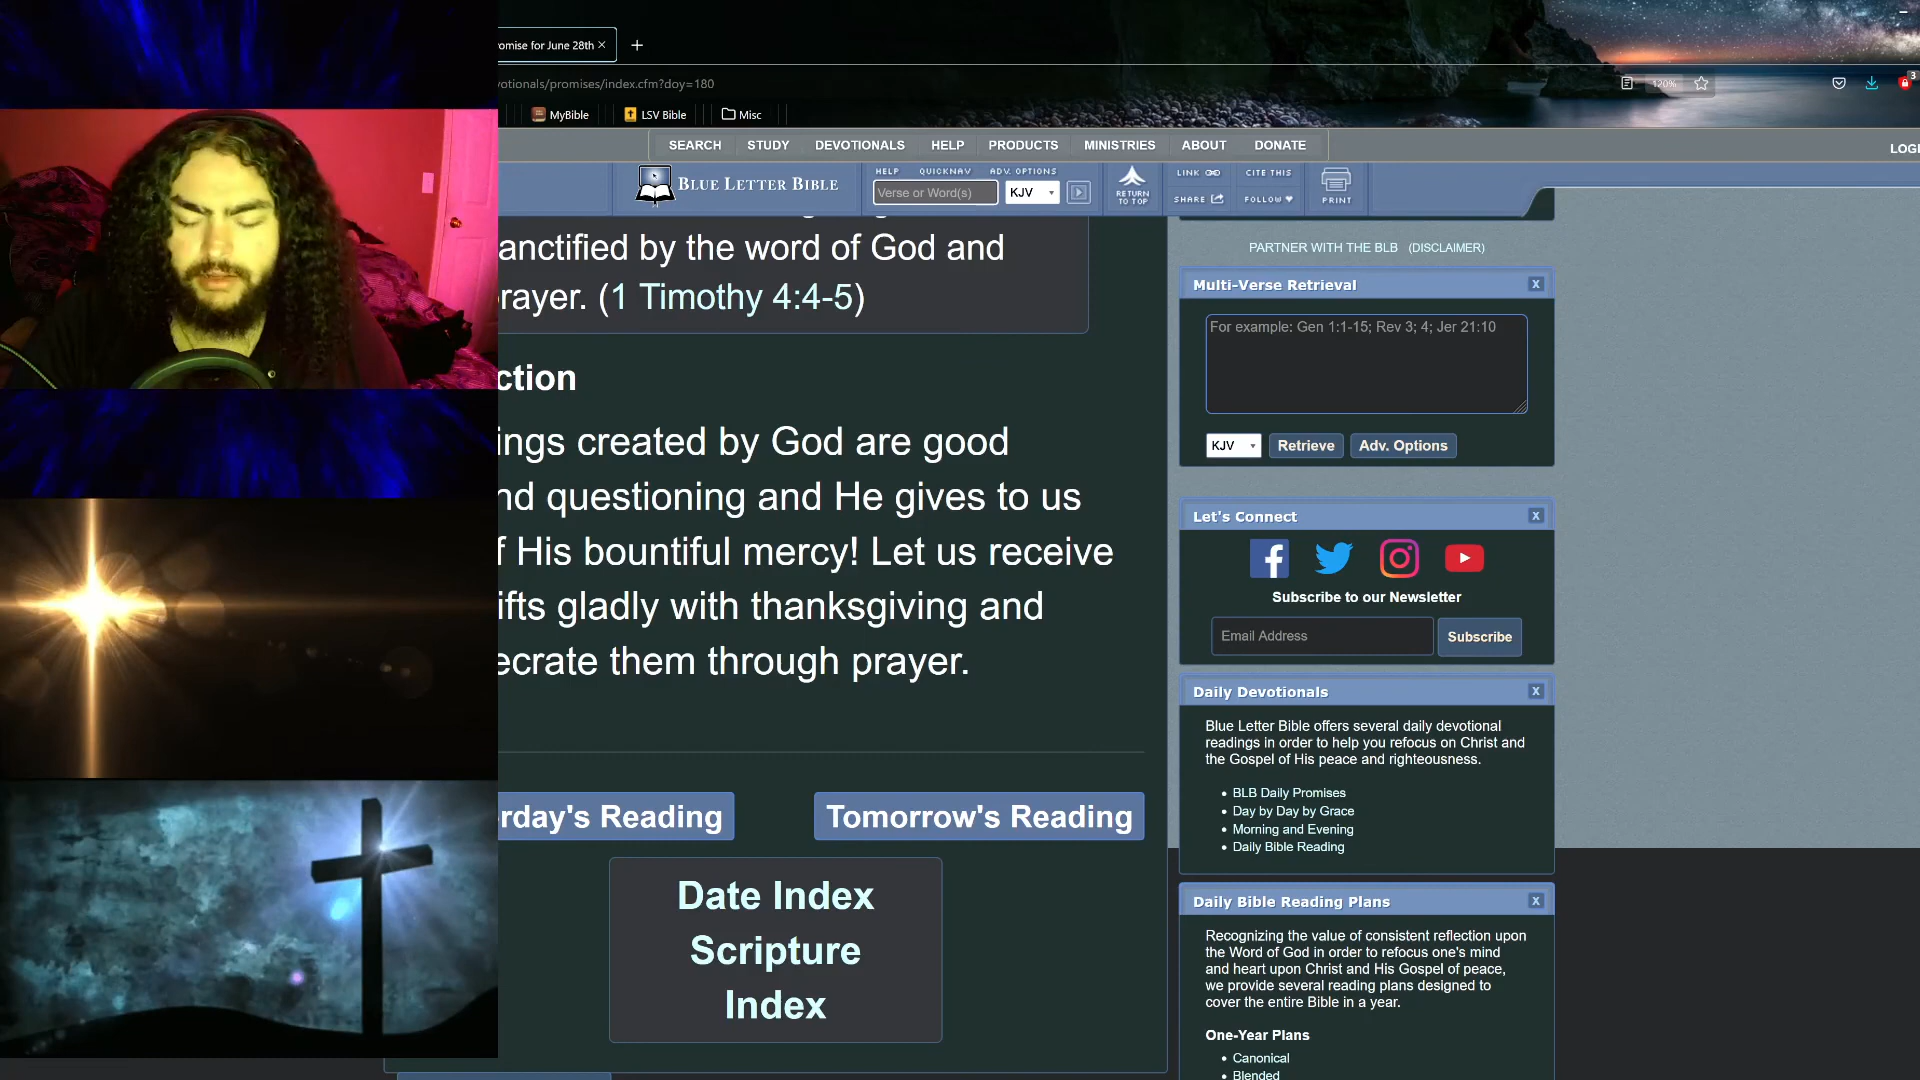 omise for June 28th
votionals/promises/index.cfm?doy=180
120%
3
MyBible
LSV Bible
Misc
SEARCH STUDY DEVOTIONALS HELP PRODUCTS MINISTRIES ABOUT DONATE
LOGI
BLUE LETTER BIBLE
HELP QUICKNAV ADV. OPTIONS
Verse or Word(s)
KJV
RETURN
TO TOP
LINK
SHARE
CITE THIS
FOLLOW
PRINT
anctified by the word of God and
rayer. (1 Timothy 4:4-5)
ction
ings created by God are good
nd questioning and He gives to us
f His bountiful mercy! Let us receive
ifts gladly with thanksgiving and
ecrate them through prayer.
rday's Reading
Tomorrow's Reading
Date Index
Scripture
Index
PARTNER WITH THE BLB (DISCLAIMER)
Multi-Verse Retrieval
X
For example: Gen 1:1-15; Rev 3; 4; Jer 21:10
KJV
Retrieve
Adv. Options
Let's Connect
X
Subscribe to our Newsletter
Email Address
Subscribe
Daily Devotionals
X
Blue Letter Bible offers several daily devotional
readings in order to help you refocus on Christ and
the Gospel of His peace and righteousness.
BLB Daily Promises
Day by Day by Grace
Morning and Evening
Daily Bible Reading
Daily Bible Reading Plans
X
Recognizing the value of consistent reflection upon
the Word of God in order to refocus one's mind
and heart upon Christ and His Gospel of peace,
we provide several reading plans designed to
cover the entire Bible in a year.
One-Year Plans
Canonical
Blended